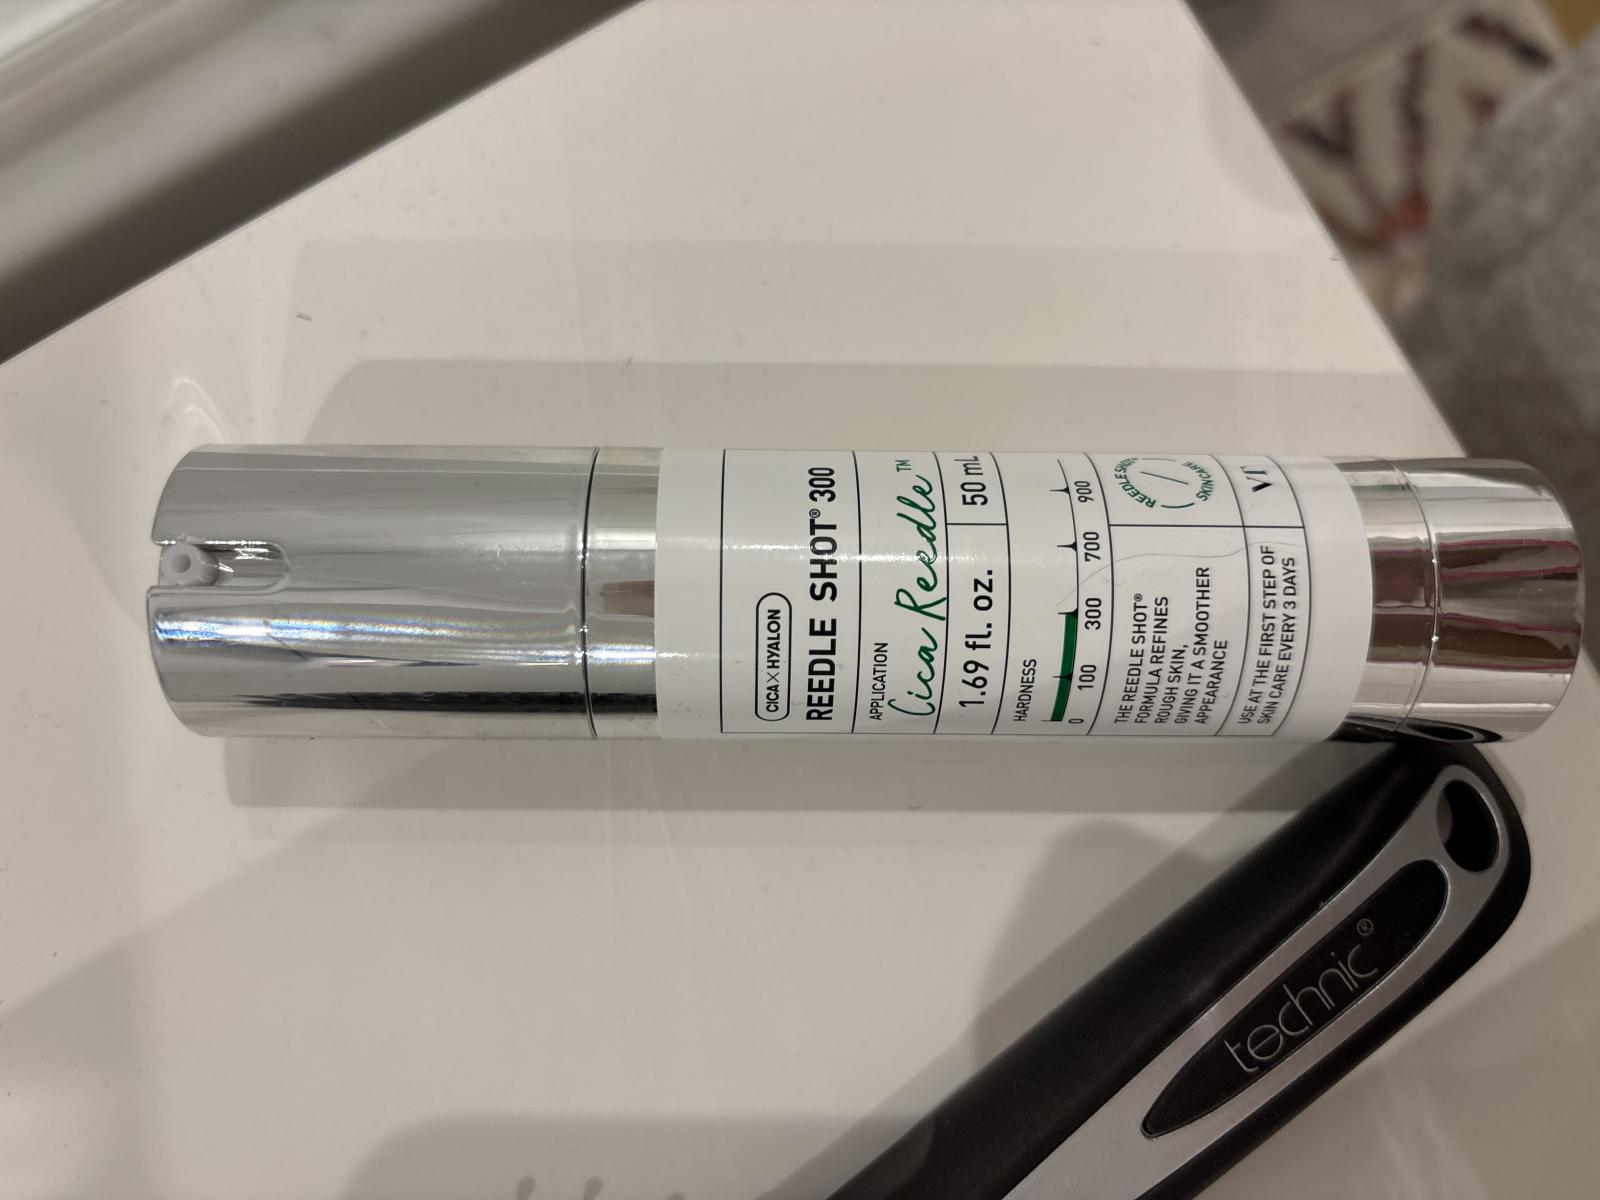 CICA X HYALON
REEDLE SHOT® 300
APPLICATION
Cica Reedle™
1.69 fl. oz.
50 mL
HARDNESS
0 100 300 700 900
THE REEDLE SHOT®
FORMULA REFINES
ROUGH SKIN,
GIVING IT A SMOOTHER
APPEARANCE
REEDLE SHOT
SKINCARE
USE AT THE FIRST STEP OF
SKIN CARE EVERY 3 DAYS
VT
technic®